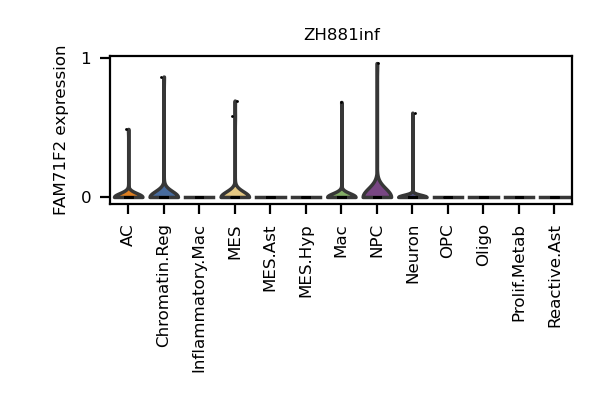 ZH881inf
FAM71F2 expression
1
0
AC
Chromatin.Reg
Inflammatory.Mac
MES
MES.Ast
MES.Hyp
Mac
NPC
Neuron
OPC
Oligo
Prolif.Metab
Reactive.Ast